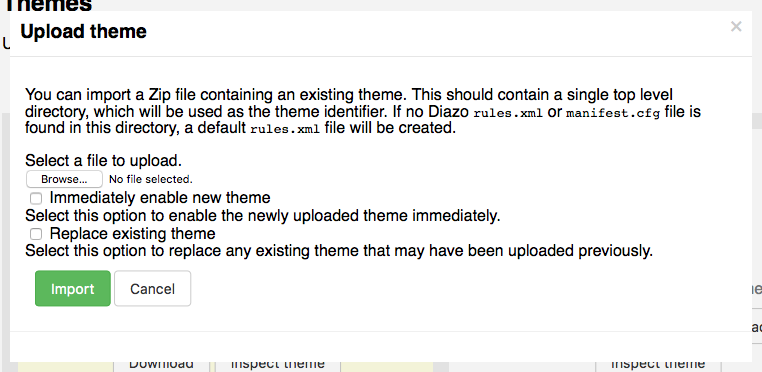 Themes
Upload theme
×
You can import a Zip file containing an existing theme. This should contain a single top level
directory, which will be used as the theme identifier. If no Diazo rules.xml or manifest.cfg file is
found in this directory, a default rules.xml file will be created.
Select a file to upload.
Browse... No file selected.
Immediately enable new theme
Select this option to enable the newly uploaded theme immediately.
Replace existing theme
Select this option to replace any existing theme that may have been uploaded previously.
Import Cancel
Download Inspect theme Inspect theme